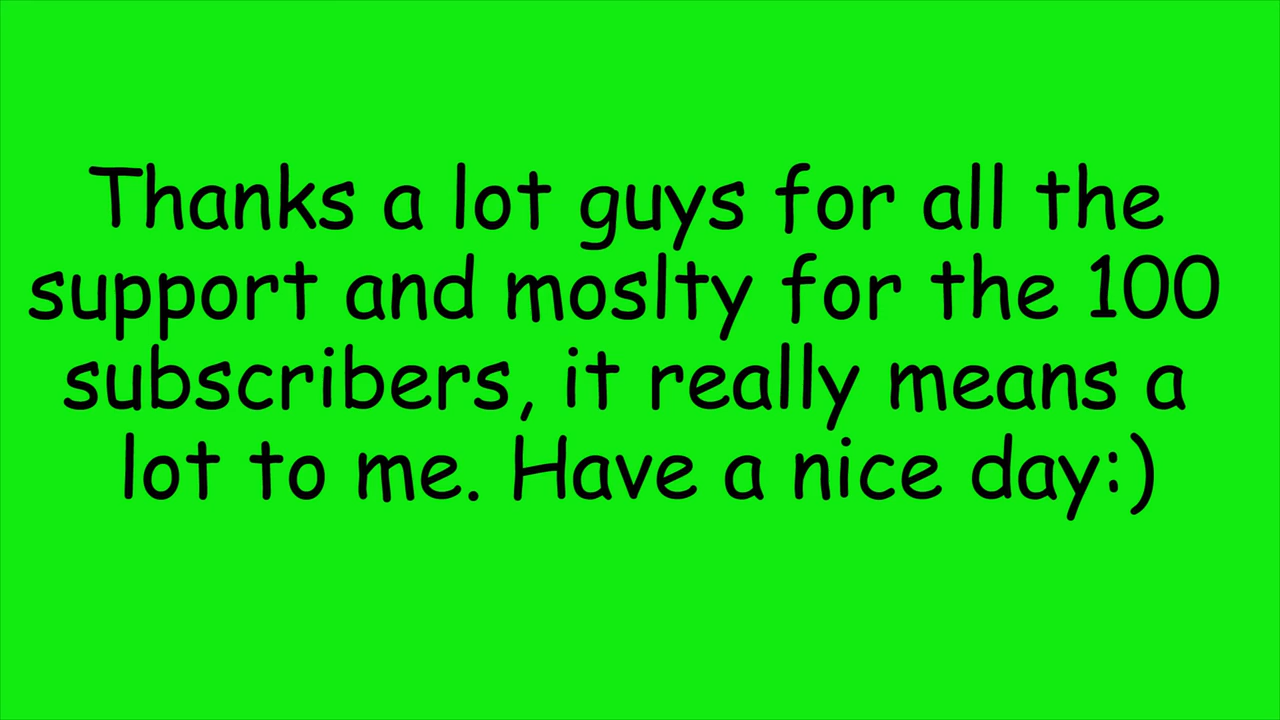 Thanks a lot guys for all the
support and moslty for the 100
subscribers, it really means a
lot to me. Have a nice day:)